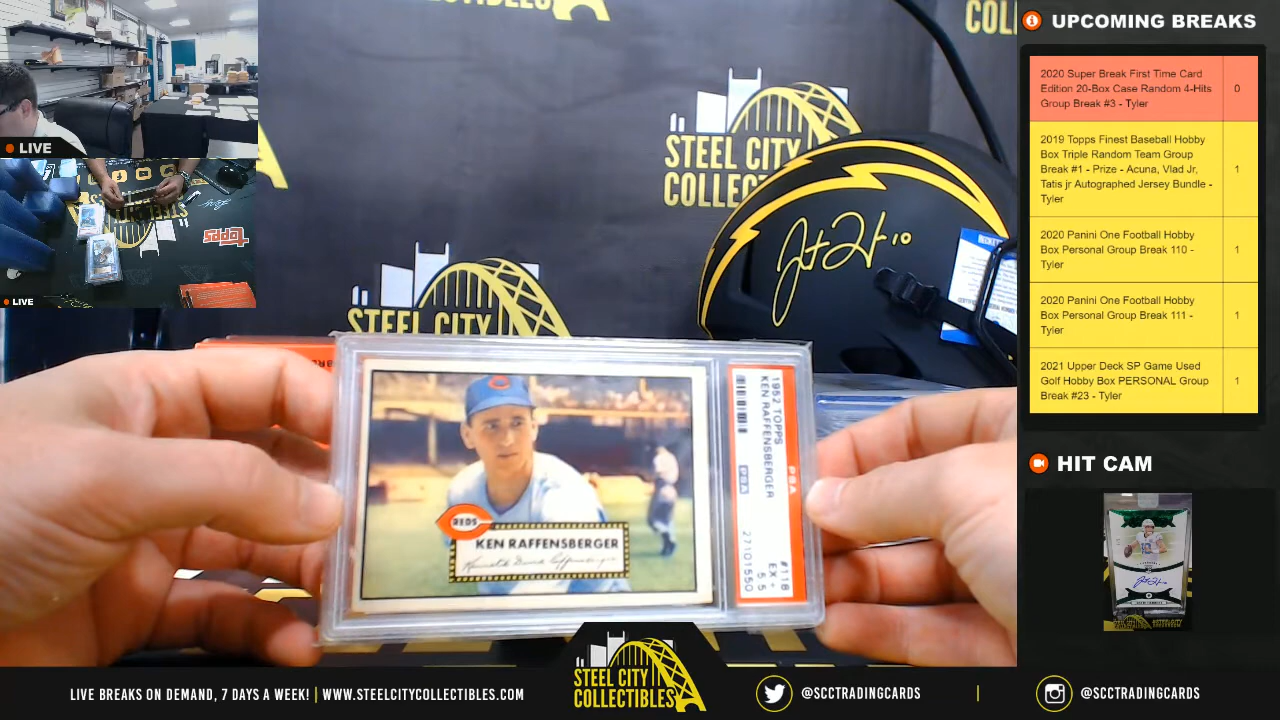 COLLECTIBLES
COLL
UPCOMING BREAKS
2020 Super Break First Time Card
Edition 20-Box Case Random 4-Hits
Group Break #3 - Tyler
0
2019 Topps Finest Baseball Hobby
Box Triple Random Team Group
Break #1 - Prize - Acuna, Vlad Jr,
Tatis jr Autographed Jersey Bundle -
Tyler
1
2020 Panini One Football Hobby
Box Personal Group Break 110 -
Tyler
1
2020 Panini One Football Hobby
Box Personal Group Break 111 -
Tyler
1
2021 Upper Deck SP Game Used
Golf Hobby Box PERSONAL Group
Break #23 - Tyler
1
HIT CAM
LIVE
LIVE
Topps
STEEL CITY
COLLEC
10
STEEL CITY
REDS
KEN RAFFENSBERGER
1952 TOPPS
KEN RAFFENSBERGER
PSA
PSA
#118
EX+
5.5
27101550
STEEL CITY
COLLECTIBLES
LIVE BREAKS ON DEMAND, 7 DAYS A WEEK! | WWW.STEELCITYCOLLECTIBLES.COM
@SCCTRADINGCARDS
|
@SCCTRADINGCARDS